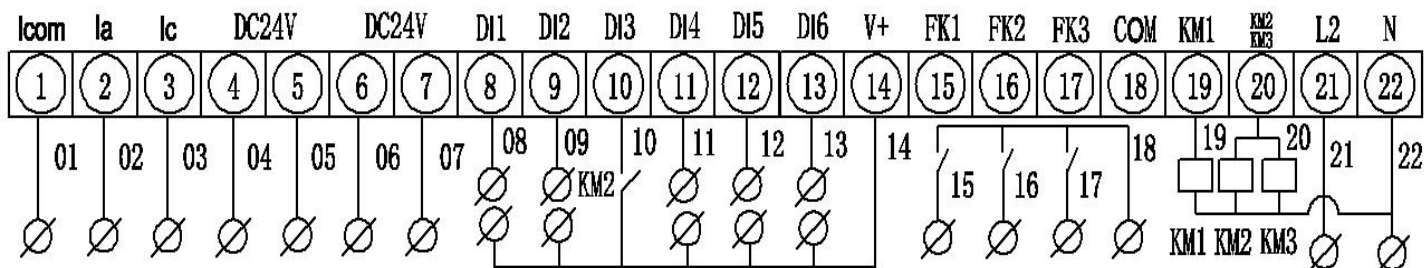 Icom Ia Ic DC24V DC24V DI1 DI2 DI3 DI4 DI5 DI6 V+ FK1 FK2 FK3 COM KM1 KM2 KM3 L2 N
1 2 3 4 5 6 7 8 9 10 11 12 13 14 15 16 17 18 19 20 21 22
01 02 03 04 05 06 07 08 09 10 11 12 13 14 18 19 20 21 22
KM2 15 16 17
KM1 KM2 KM3